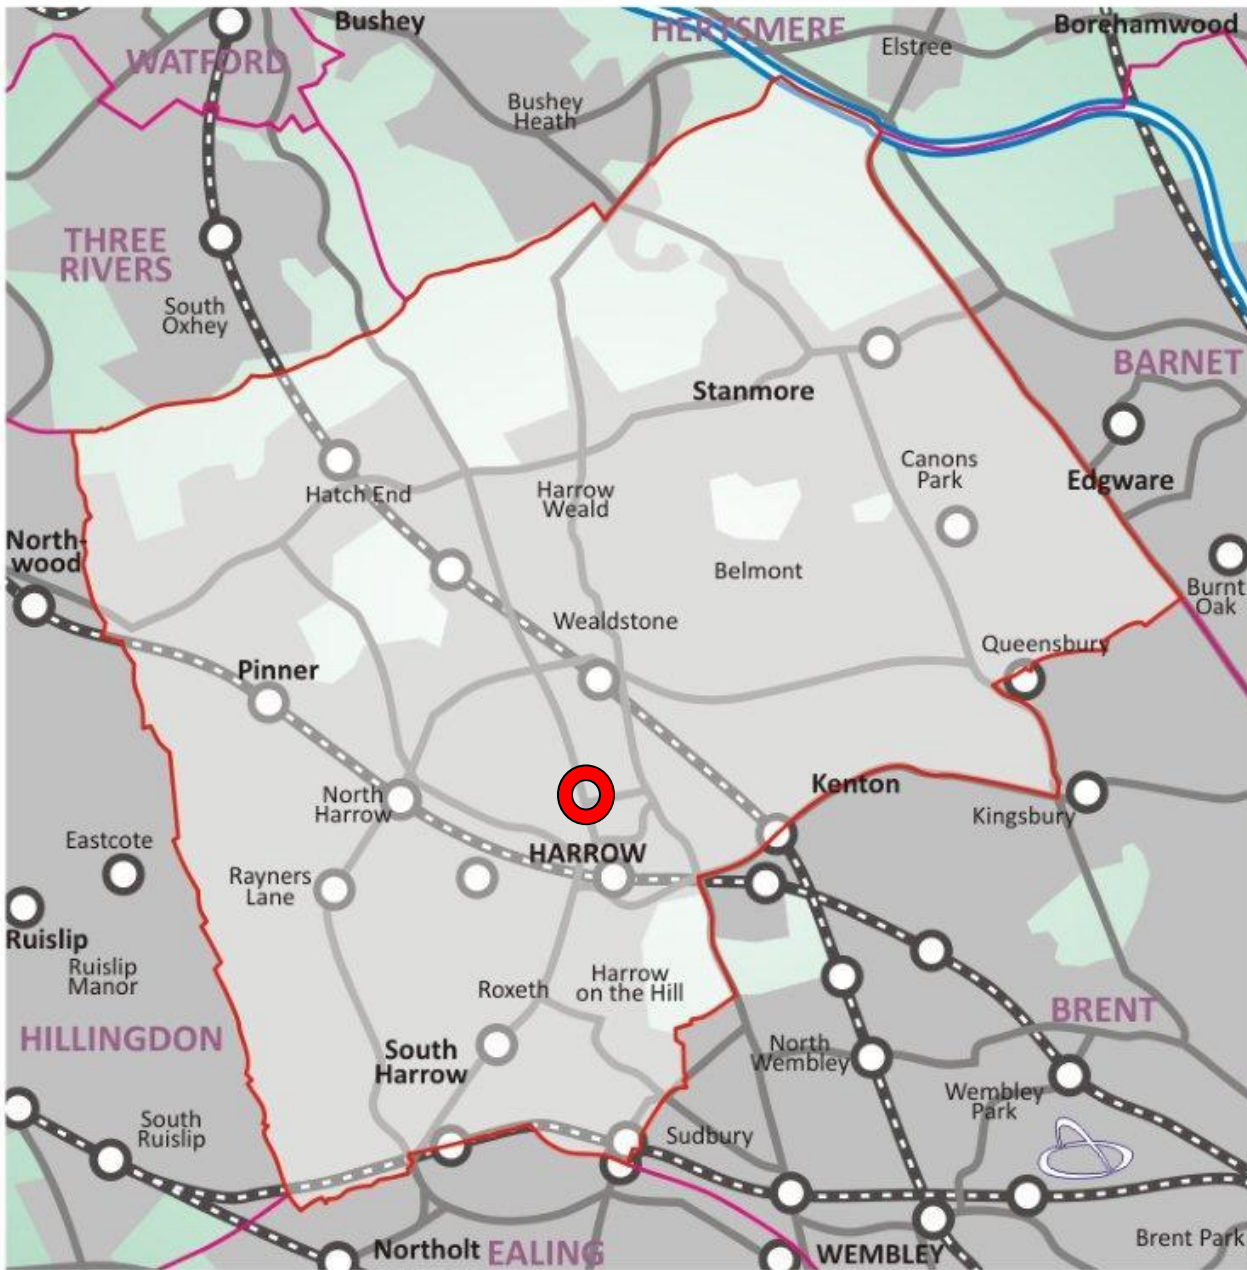 Bushey
HERTSMERE
Borehamwood
Elstree
WATFORD
Bushey
Heath
THREE
RIVERS
South
Oxhey
BARNET
Stanmore
Canons
Park
Edgware
Hatch End
Harrow
Weald
North-
wood
Belmont
Burnt
Oak
Wealdstone
Queensbury
Pinner
Kenton
North
Harrow
Kingsbury
Eastcote
HARROW
Rayners
Lane
Ruislip
Ruislip
Manor
Roxeth
Harrow
on the Hill
BRENT
HILLINGDON
South
Harrow
North
Wembley
Wembley
Park
South
Ruislip
Sudbury
Brent Park
Northolt
EALING
WEMBLEY